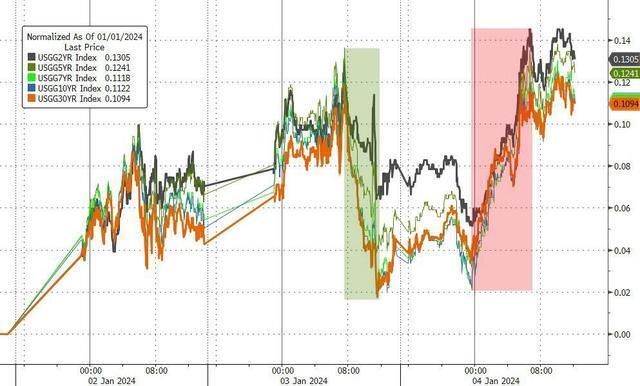 Normalized As Of 01/01/2024
Last Price
USGG2YR Index 0.1305
USGG5YR Index 0.1241
USGG7YR Index 0.1118
USGG10YR Index 0.1122
USGG30YR Index 0.1094
0.14
0.1305
0.1241
0.1094
0.10
0.08
0.06
0.04
0.02
0.00
00:00 08:00 00:00 08:00 00:00 08:00
02 Jan 2024 03 Jan 2024 04 Jan 2024